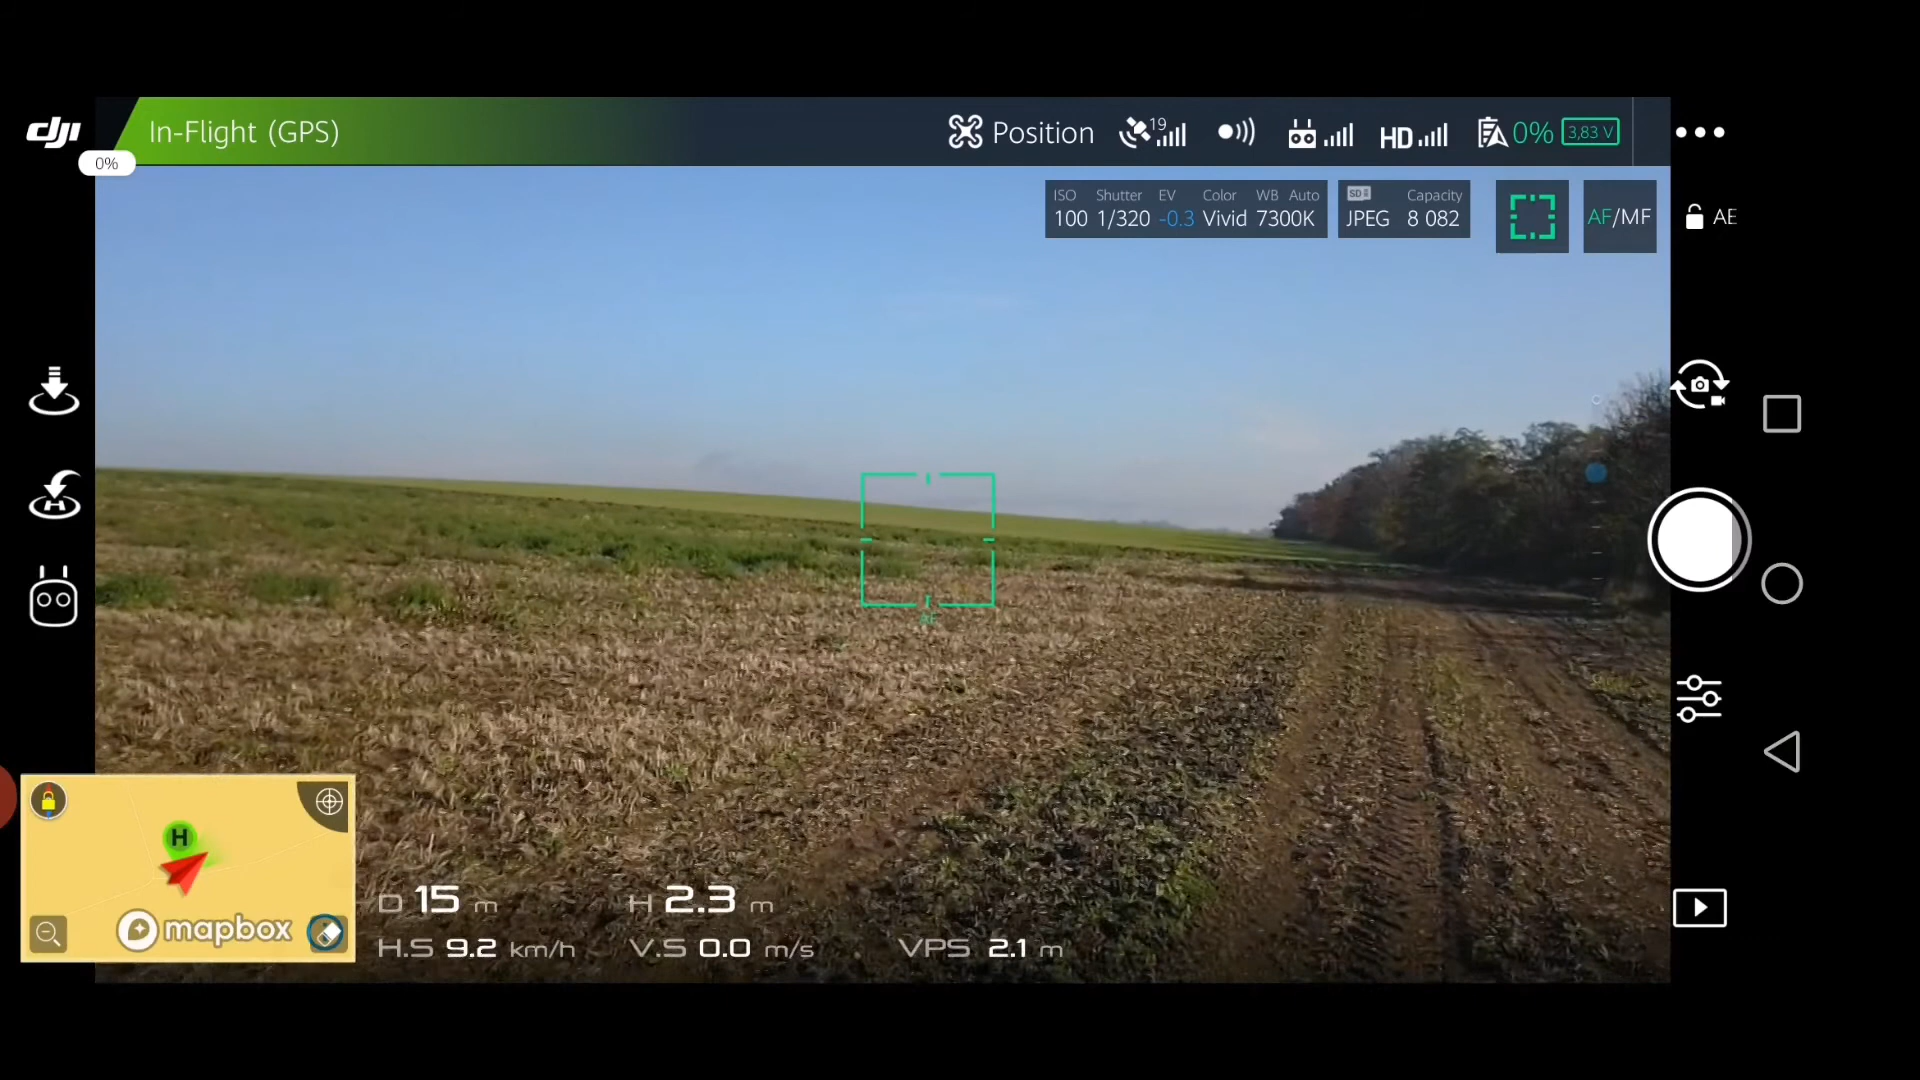 dji
In-Flight (GPS)
Position
19
HD
0%
3,83 V
0%
ISO Shutter EV Color WB Auto
100 1/320 -0.3 Vivid 7300K
SD
Capacity
JPEG 8 082
AF/MF
AE
AF
H
mapbox
D 15 m
H 2.3 m
H.S 9.2 km/h
V.S 0.0 m/s
VPS 2.1 m
H